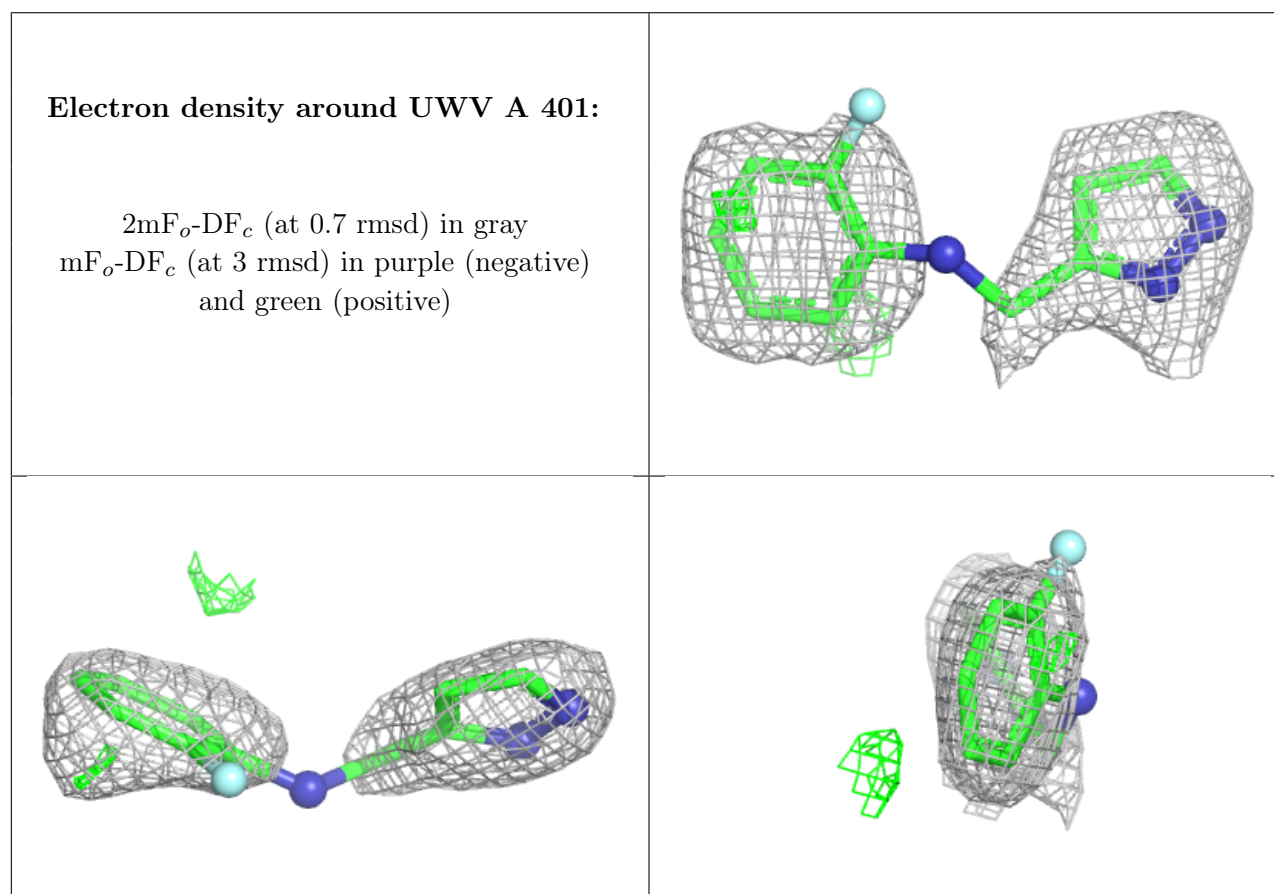 Electron density around UWV A 401:
2mFo-DFc (at 0.7 rmsd) in gray
mFo-DFc (at 3 rmsd) in purple (negative)
and green (positive)